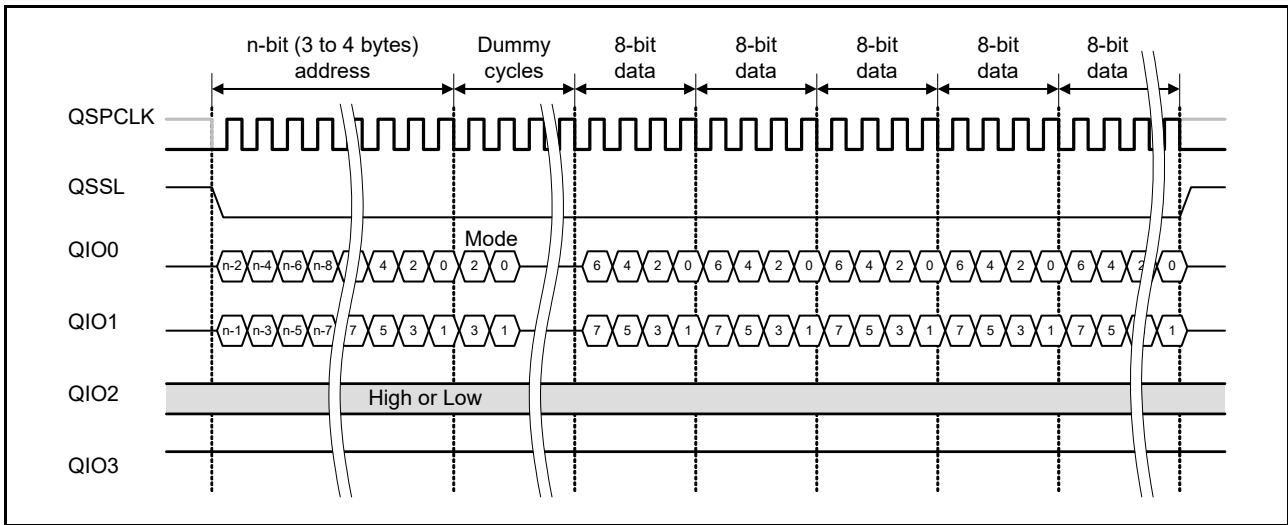 n-bit (3 to 4 bytes) address
Dummy cycles
8-bit data
8-bit data
8-bit data
8-bit data
8-bit data
QSPCLK
QSSL
Mode
QIO0 n-2 n-4 n-6 n-8 4 2 0 2 0 6 4 2 0 6 4 2 0 6 4 2 0 6 4 2 0 6 4 2 0
QIO1 n-1 n-3 n-5 n-7 7 5 3 1 3 1 7 5 3 1 7 5 3 1 7 5 3 1 7 5 3 1 7 5 1
QIO2 High or Low
QIO3